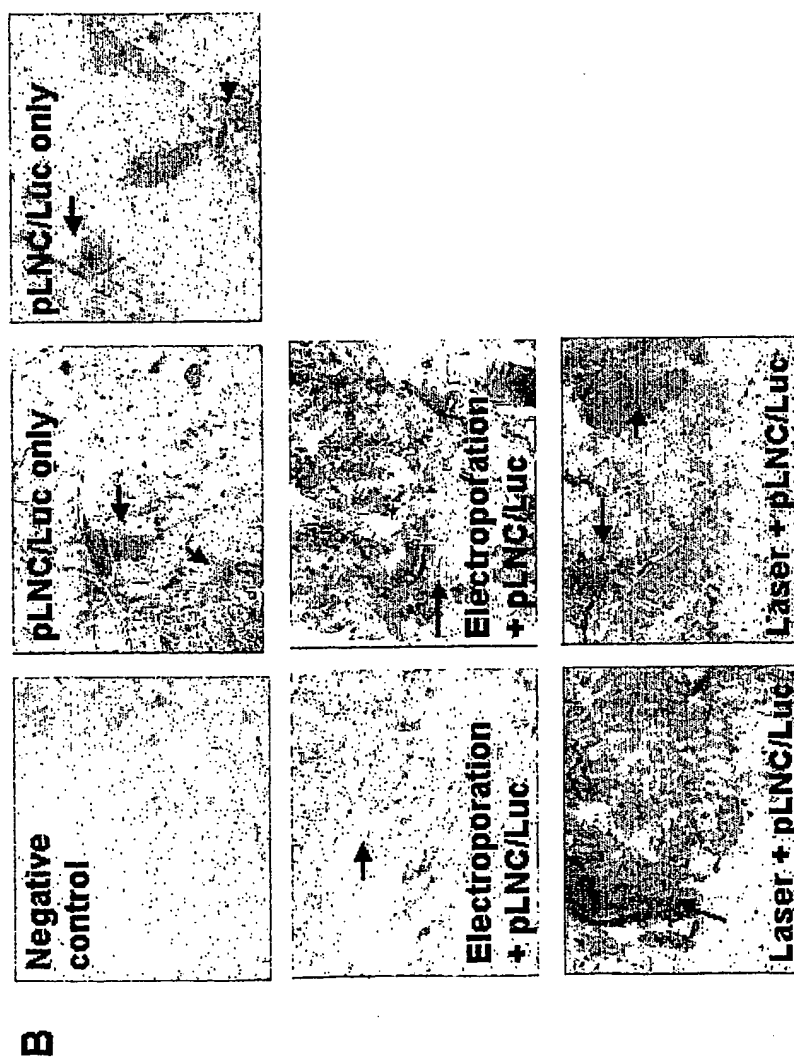 B
Negative
control
pLNC/Luc only
pLNC/Luc only
Electroporation
+ pLNC/Luc
Electroporation
+ pLNC/Luc
Laser + pLNC/Luc
Laser + pLNC/Luc